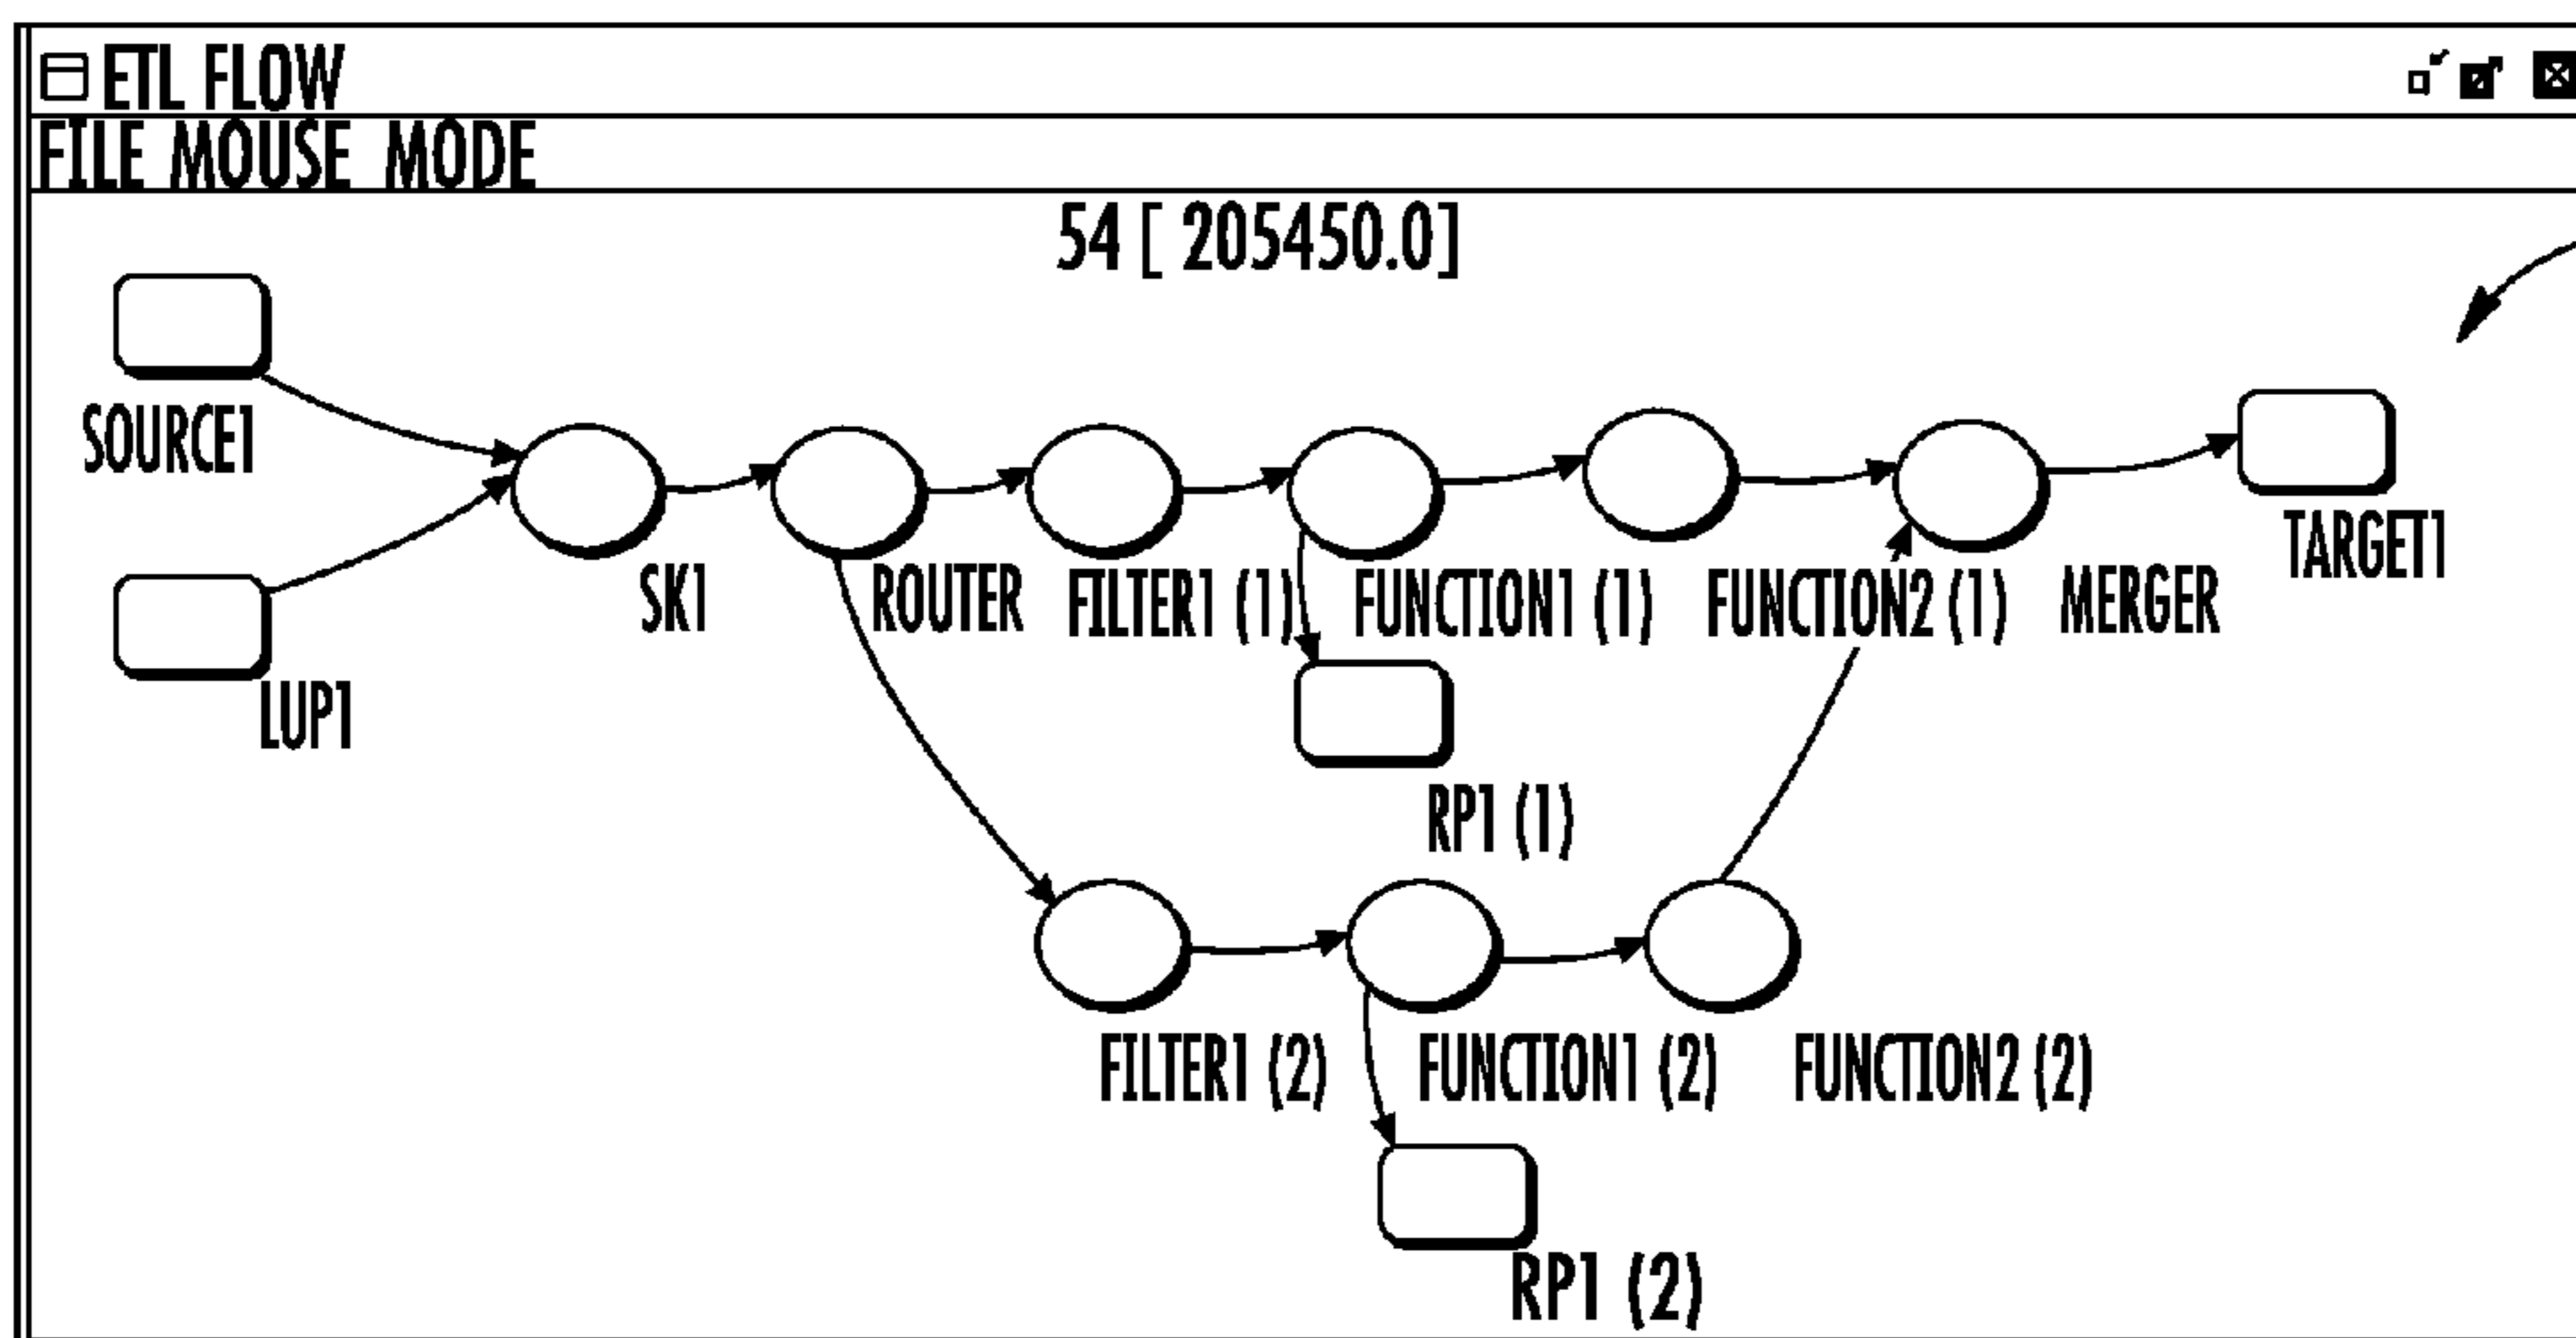 ETL FLOW
FILE MOUSE MODE
54 [ 205450.0]
SOURCE1
LUP1
SK1
ROUTER
FILTER1 (1)
FUNCTION1 (1)
FUNCTION2 (1)
MERGER
TARGET1
RP1 (1)
FILTER1 (2)
FUNCTION1 (2)
FUNCTION2 (2)
RP1 (2)